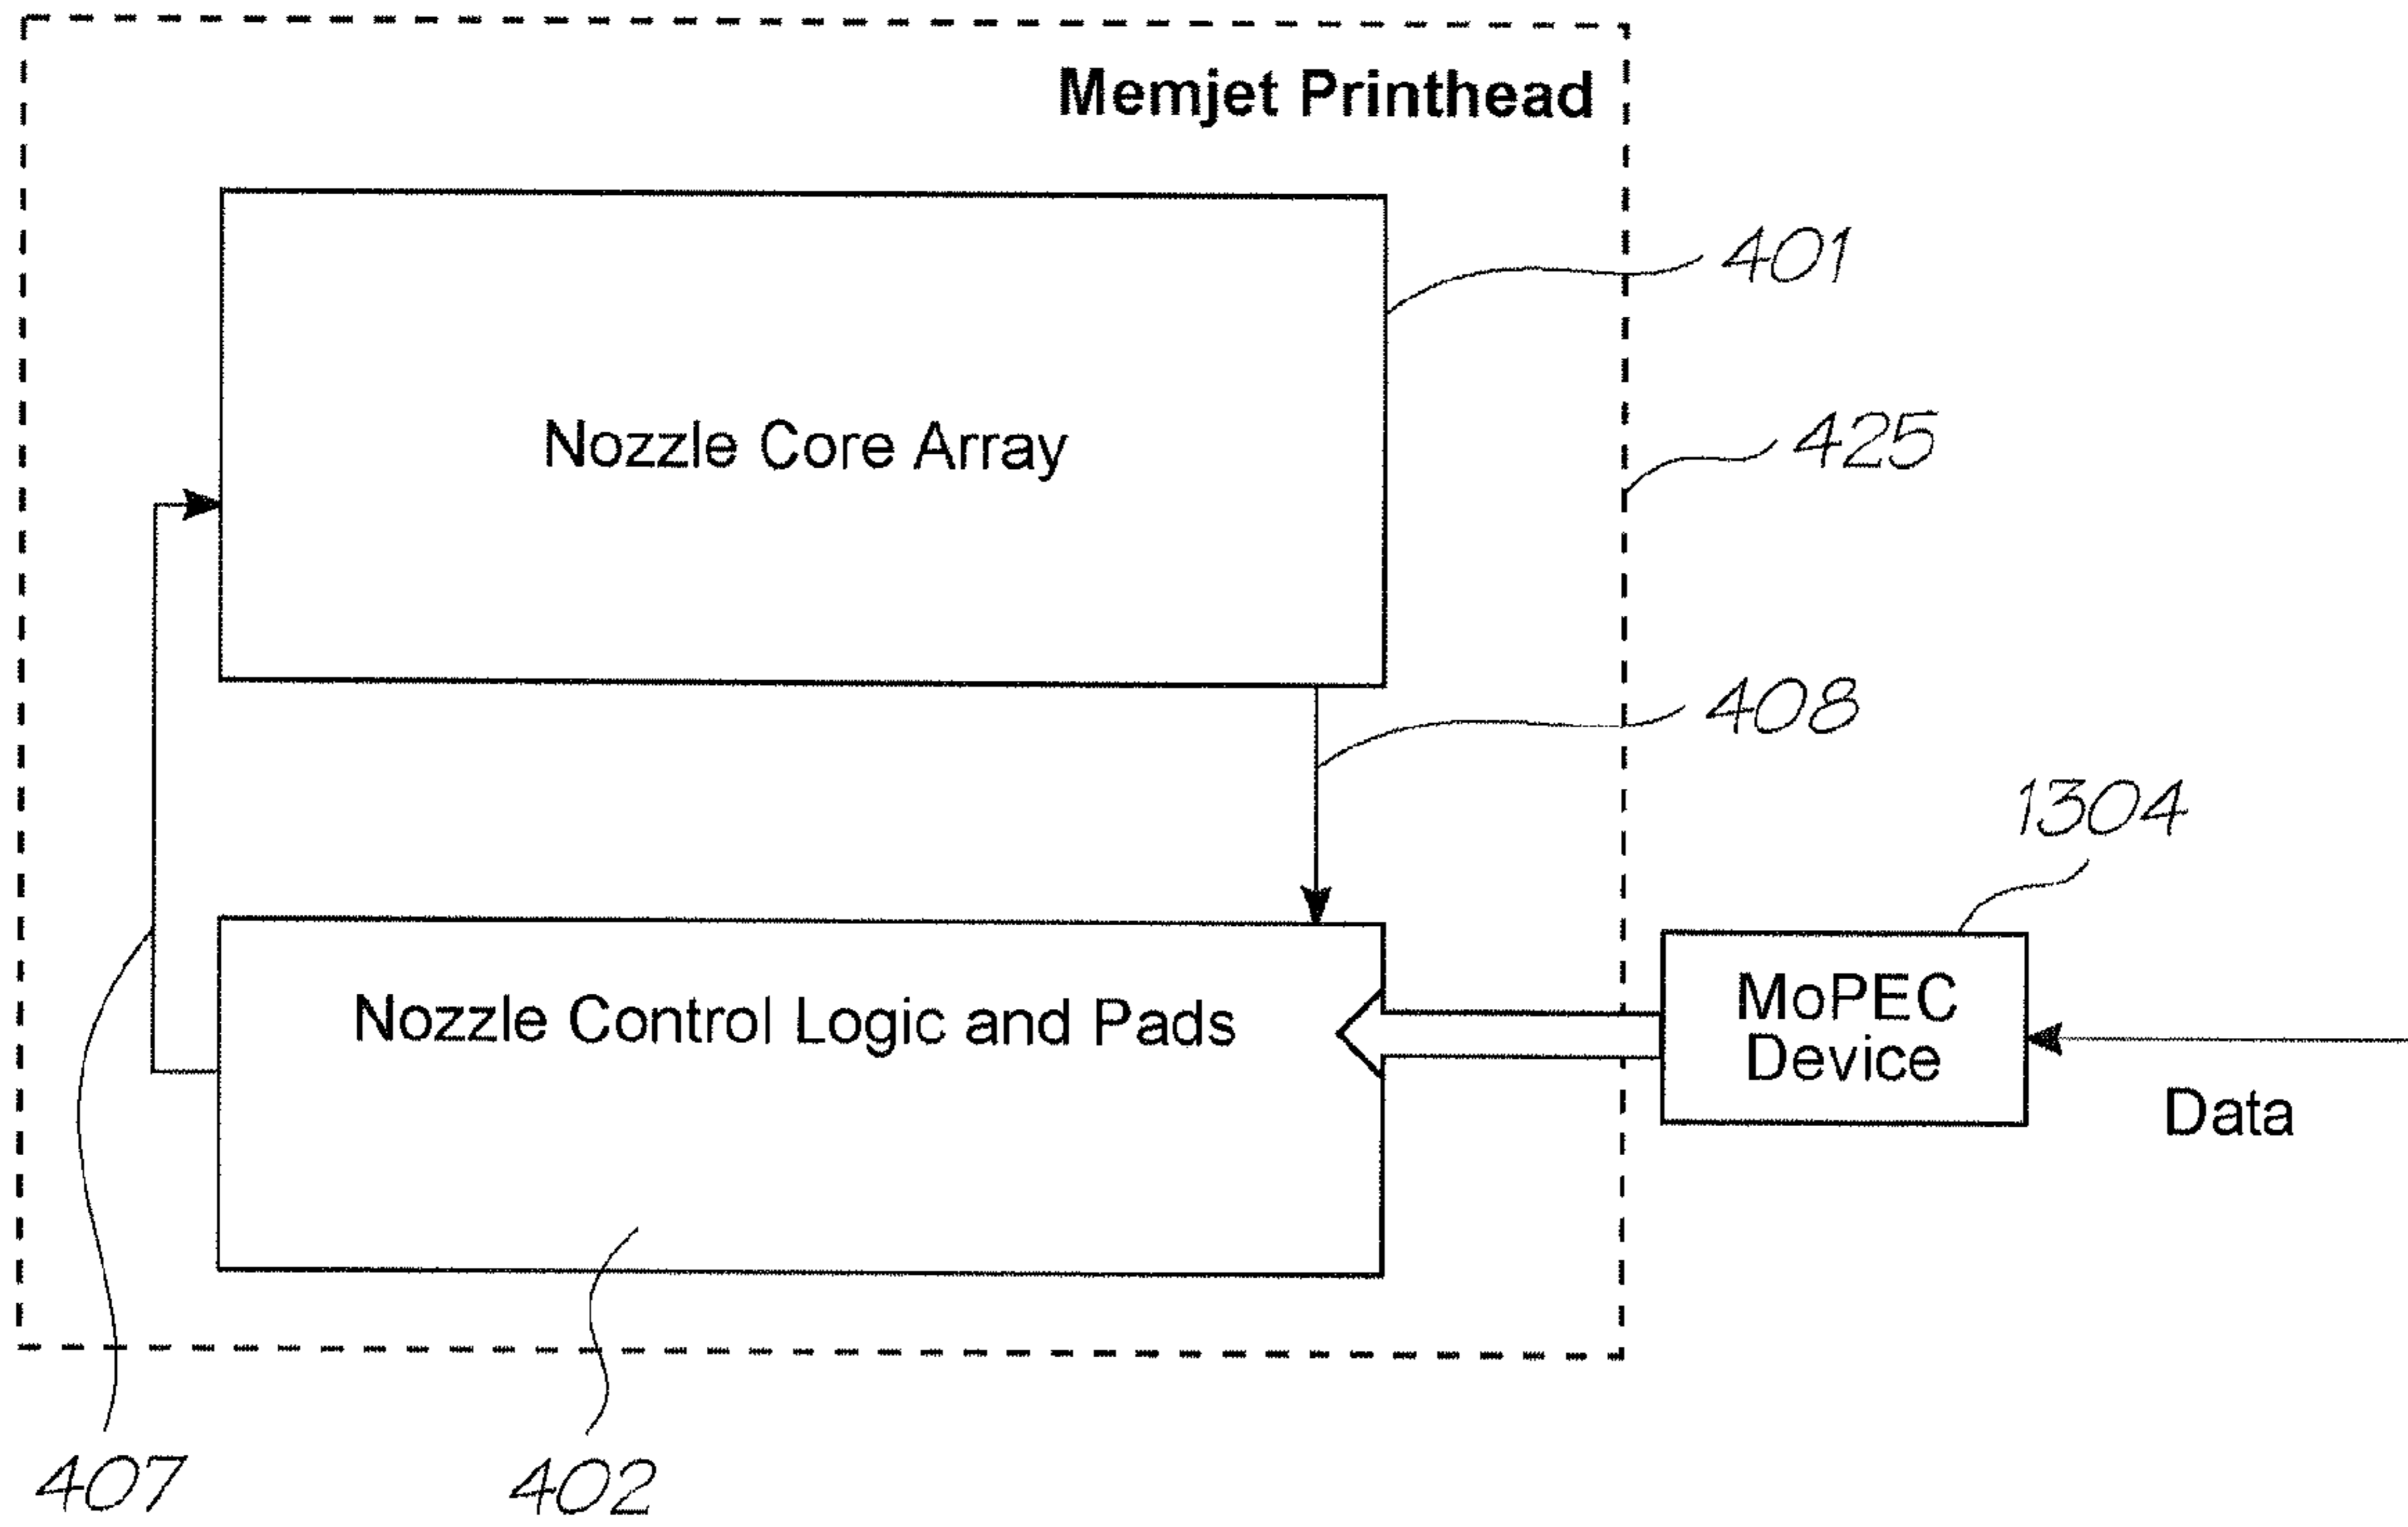 Memjet Printhead
401
Nozzle Core Array
425
408
1304
Nozzle Control Logic and Pads
MoPEC
Device
Data
407
402